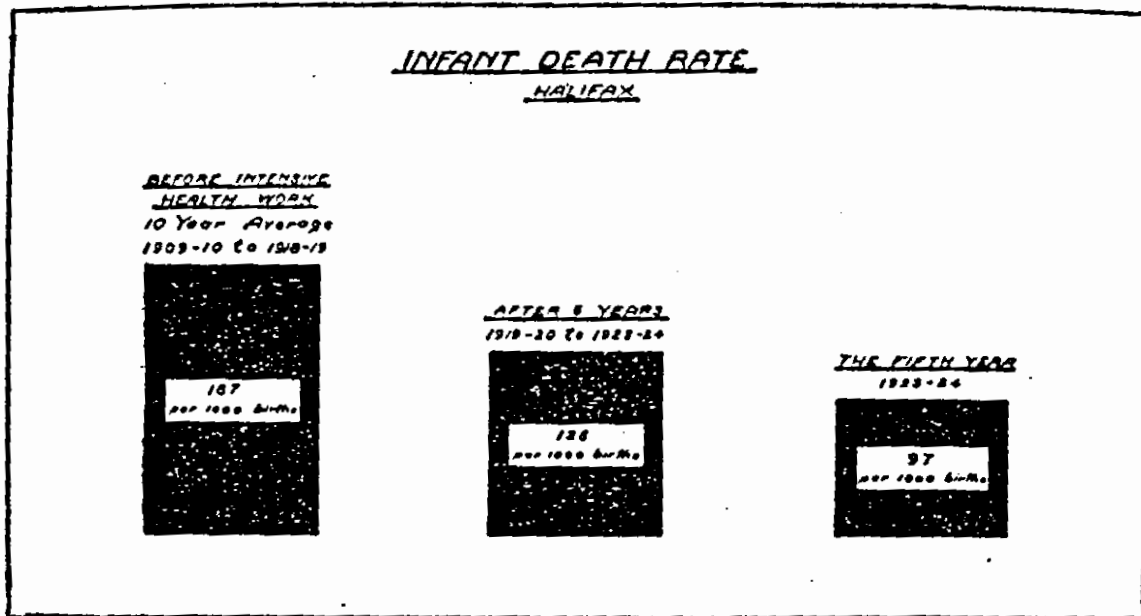 INFANT DEATH RATE
HALIFAX
BEFORE INTENSIVE
HEALTH WORK
10 Year Average
1909-10 to 1918-19
187
per 1000 births
AFTER 5 YEARS
1919-20 to 1923-24
per 1000 births
THE FIFTH YEAR
1923-24
97
per 1000 births